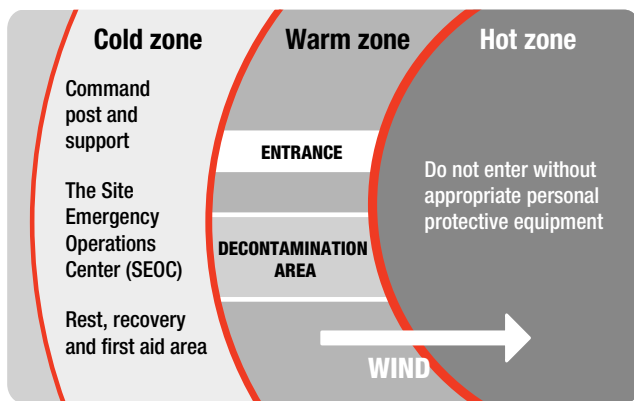 Cold zone
Command
post and
support
The Site
Emergency
Operations
Center (SEOC)
Rest, recovery
and first aid area
Warm zone
ENTRANCE
DECONTAMINATION
AREA
WIND
Hot zone
Do not enter without
appropriate personal
protective equipment